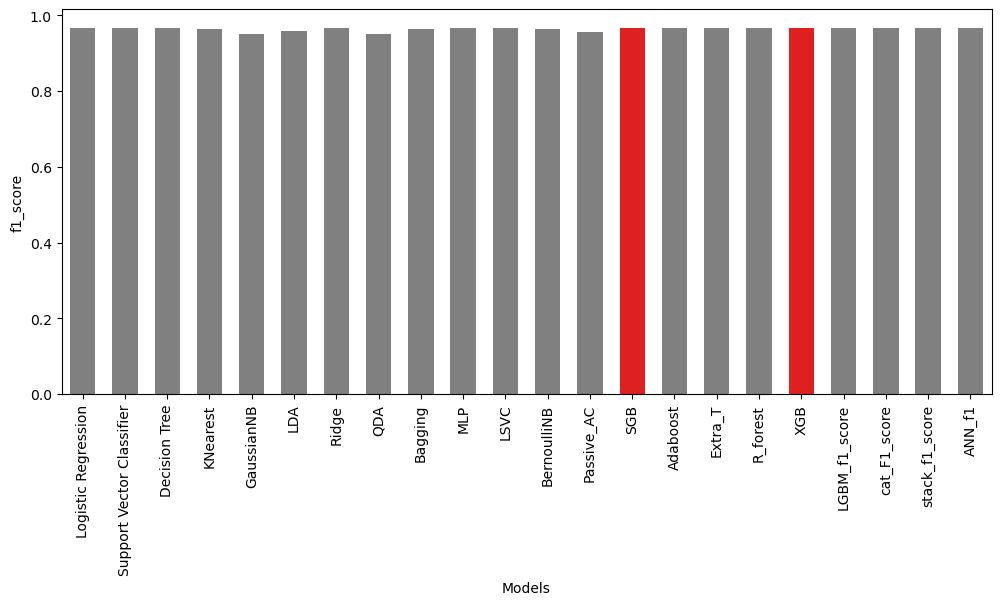 1.0
0.8
0.6
0.4
0.2
0.0
f1_score
Logistic Regression
Support Vector Classifier
Decision Tree
KNearest
GaussianNB
LDA
Ridge
QDA
Bagging
MLP
LSVC
BernoulliNB
Passive_AC
SGB
Adaboost
Extra_T
R_forest
XGB
LGBM_f1_score
cat_F1_score
stack_f1_score
ANN_f1
Models